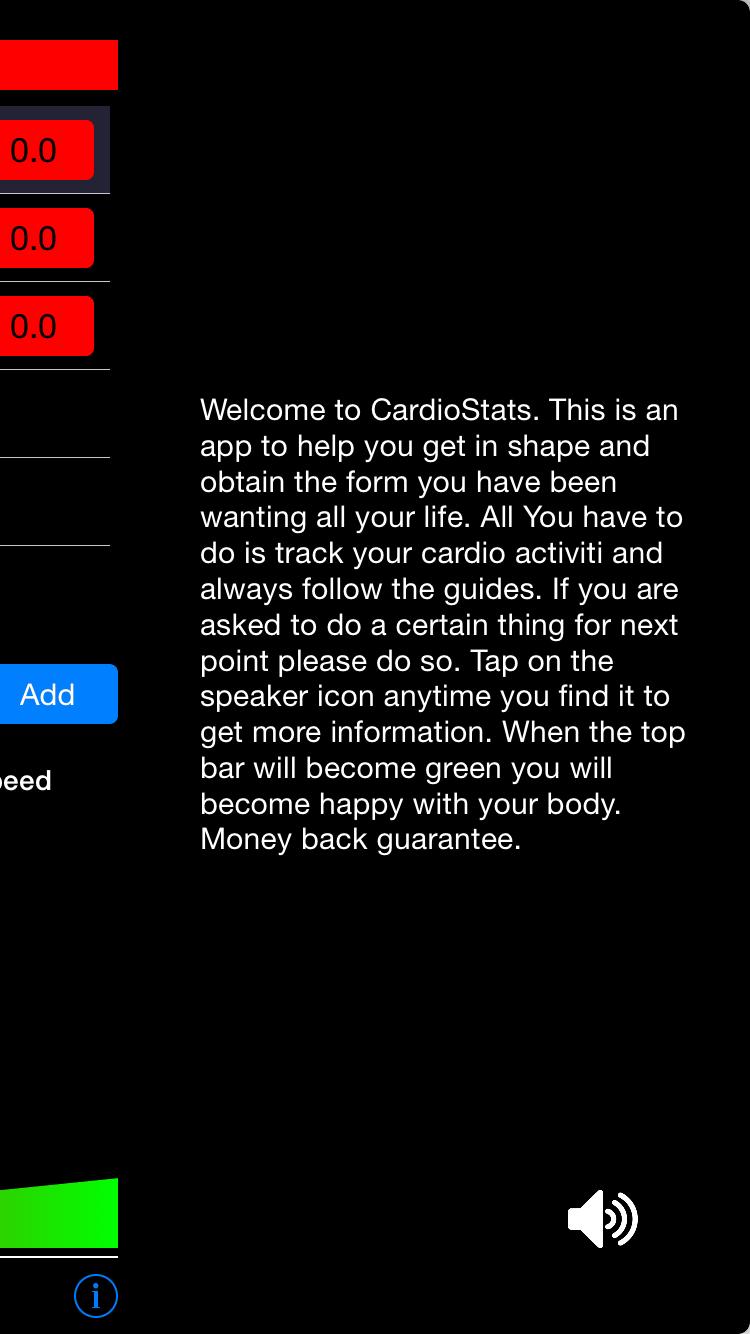 0.0
0.0
0.0
Welcome to CardioStats. This is an
app to help you get in shape and
obtain the form you have been
wanting all your life. All You have to
do is track your cardio activiti and
always follow the guides. If you are
asked to do a certain thing for next
point please do so. Tap on the
speaker icon anytime you find it to
get more information. When the top
bar will become green you will
become happy with your body.
Money back guarantee.
Add
peed
i